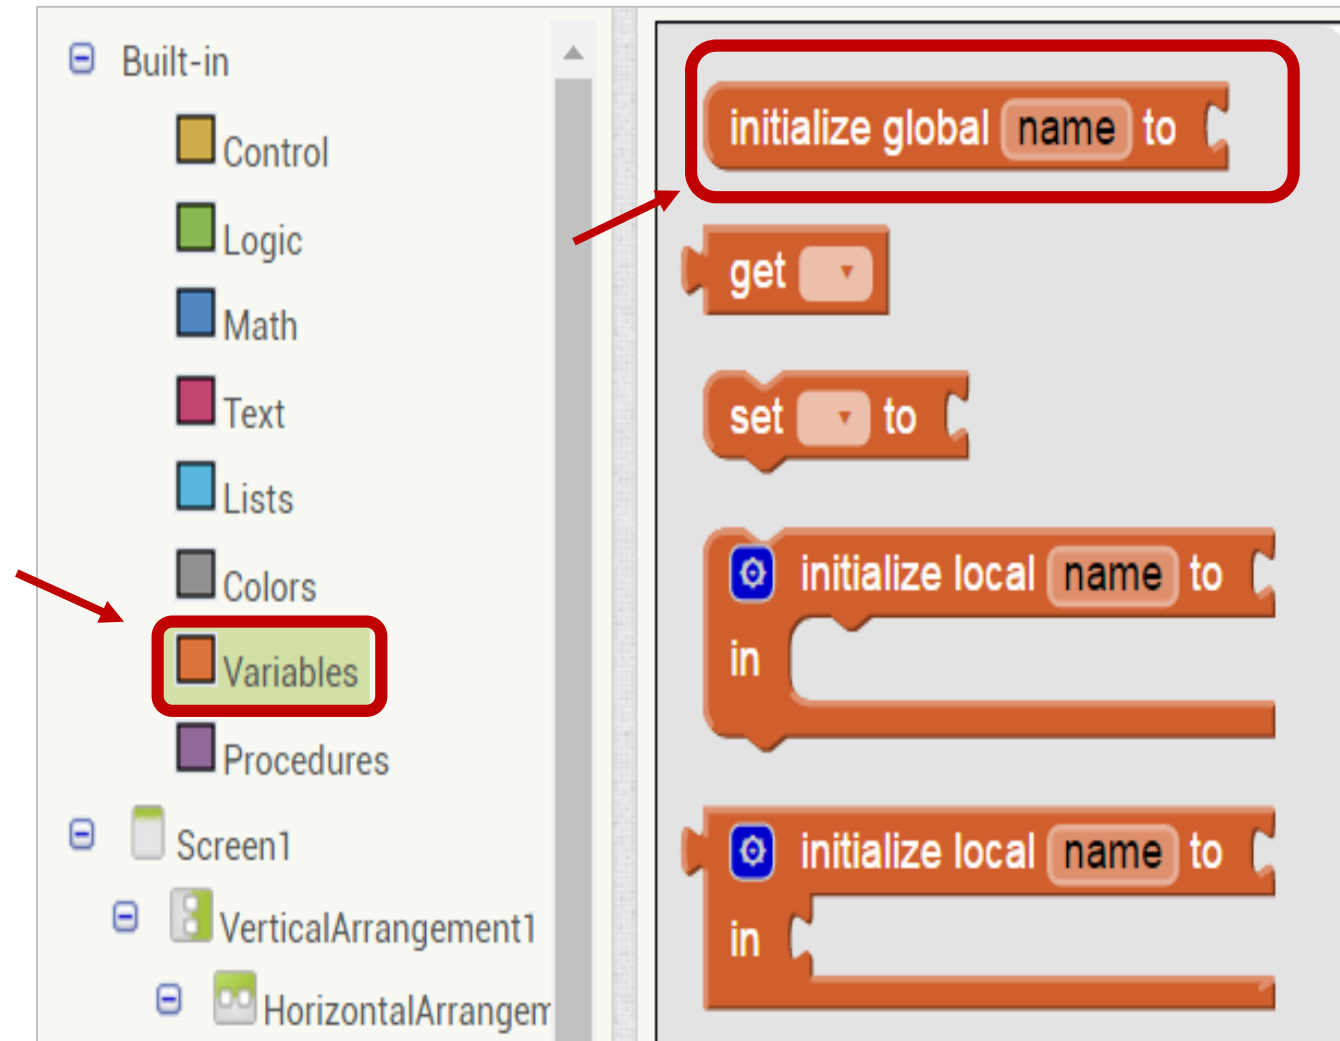 Built-in
Control
Logic
Math
Text
Lists
Colors
Variables
Procedures
Screen1
VerticalArrangement1
HorizontalArrangem
initialize global name to
get
set to
initialize local name to
in
initialize local name to
in